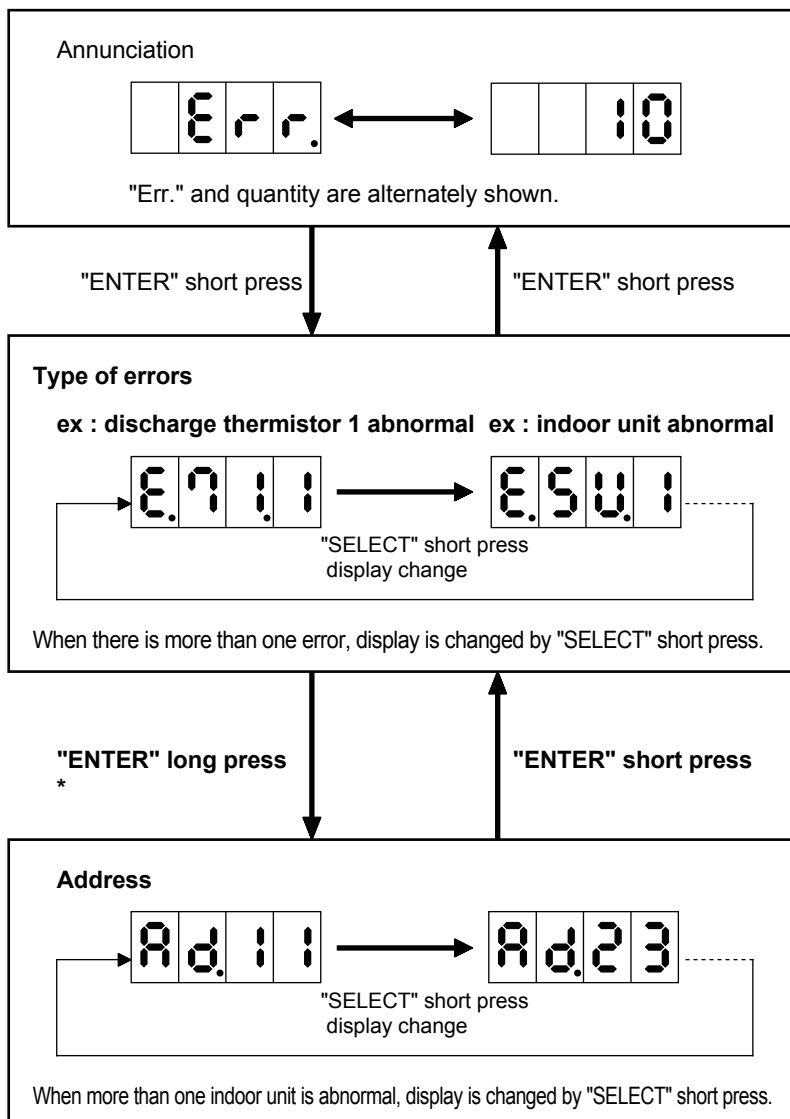 Annunciation
Err. 10
"Err." and quantity are alternately shown.
"ENTER" short press "ENTER" short press
Type of errors
ex : discharge thermistor 1 abnormal ex : indoor unit abnormal
E.71.1 E.5U.1
"SELECT" short press
display change
When there is more than one error, display is changed by "SELECT" short press.
"ENTER" long press "ENTER" short press
*
Address
Ad.11 Ad.23
"SELECT" short press
display change
When more than one indoor unit is abnormal, display is changed by "SELECT" short press.